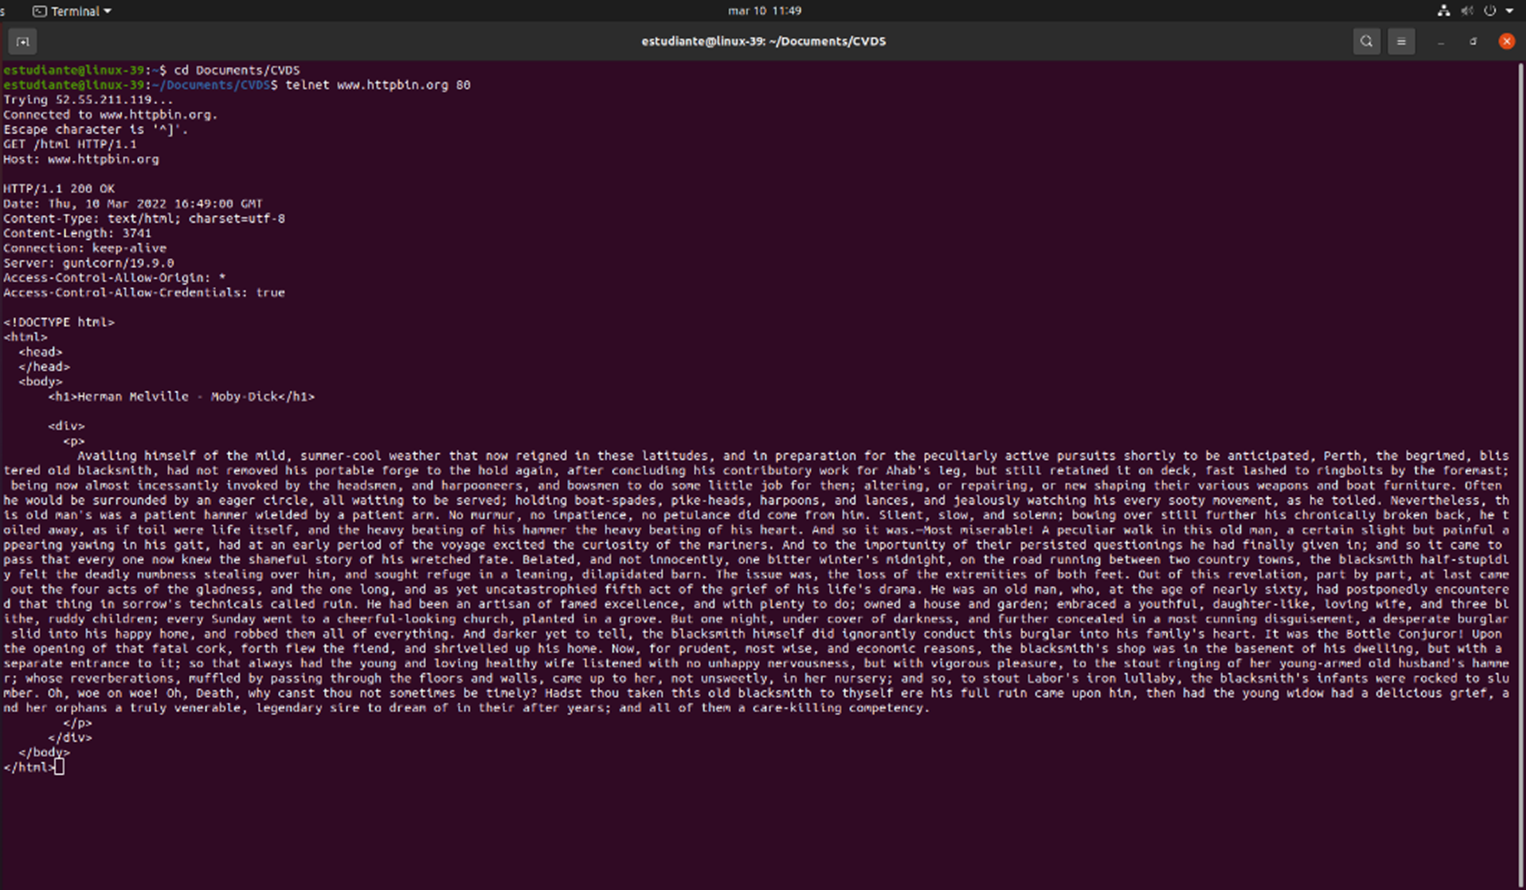 s Terminal
mar 10 11:49
estudiante@linux-39: ~/Documents/CVDS
estudiante@linux-39:~$ cd Documents/CVDS
estudiante@linux-39:~/Documents/CVDS$ telnet www.httpbin.org 80
Trying 52.55.211.119...
Connected to www.httpbin.org.
Escape character is '^]'.
GET /html HTTP/1.1
Host: www.httpbin.org
HTTP/1.1 200 OK
Date: Thu, 10 Mar 2022 16:49:00 GMT
Content-Type: text/html; charset=utf-8
Content-Length: 3741
Connection: keep-alive
Server: gunicorn/19.9.0
Access-Control-Allow-Origin: *
Access-Control-Allow-Credentials: true
<!DOCTYPE html>
<html>
  <head>
  </head>
  <body>
      <h1>Herman Melville - Moby-Dick</h1>
      <div>
        <p>
          Availing himself of the mild, summer-cool weather that now reigned in these latitudes, and in preparation for the peculiarly active pursuits shortly to be anticipated, Perth, the begrimed, blis
tered old blacksmith, had not removed his portable forge to the hold again, after concluding his contributory work for Ahab's leg, but still retained it on deck, fast lashed to ringbolts by the foremast;
 being now almost incessantly invoked by the headsmen, and harpooneers, and bowsmen to do some little job for them; altering, or repairing, or new shaping their various weapons and boat furniture. Often
he would be surrounded by an eager circle, all waiting to be served; holding boat-spades, pike-heads, harpoons, and lances, and jealously watching his every sooty movement, as he toiled. Nevertheless, th
is old man's was a patient hammer wielded by a patient arm. No murmur, no impatience, no petulance did come from him. Silent, slow, and solemn; bowing over still further his chronically broken back, he t
oiled away, as if toil were life itself, and the heavy beating of his hammer the heavy beating of his heart. And so it was.—Most miserable! A peculiar walk in this old man, a certain slight but painful a
ppearing yawing in his gait, had at an early period of the voyage excited the curiosity of the mariners. And to the importunity of their persisted questionings he had finally given in; and so it came to
pass that every one now knew the shameful story of his wretched fate. Belated, and not innocently, one bitter winter's midnight, on the road running between two country towns, the blacksmith half-stupidl
y felt the deadly numbness stealing over him, and sought refuge in a leaning, dilapidated barn. The issue was, the loss of the extremities of both feet. Out of this revelation, part by part, at last came
 out the four acts of the gladness, and the one long, and as yet uncatastrophied fifth act of the grief of his life's drama. He was an old man, who, at the age of nearly sixty, had postponedly encountere
d that thing in sorrow's technicals called ruin. He had been an artisan of famed excellence, and with plenty to do; owned a house and garden; embraced a youthful, daughter-like, loving wife, and three bl
ithe, ruddy children; every Sunday went to a cheerful-looking church, planted in a grove. But one night, under cover of darkness, and further concealed in a most cunning disguisement, a desperate burglar
 slid into his happy home, and robbed them all of everything. And darker yet to tell, the blacksmith himself did ignorantly conduct this burglar into his family's heart. It was the Bottle Conjuror! Upon
the opening of that fatal cork, forth flew the fiend, and shrivelled up his home. Now, for prudent, most wise, and economic reasons, the blacksmith's shop was in the basement of his dwelling, but with a
separate entrance to it; so that always had the young and loving healthy wife listened with no unhappy nervousness, but with vigorous pleasure, to the stout ringing of her young-armed old husband's hamme
r; whose reverberations, muffled by passing through the floors and walls, came up to her, not unsweetly, in her nursery; and so, to stout Labor's iron lullaby, the blacksmith's infants were rocked to slu
mber. Oh, woe on woe! Oh, Death, why canst thou not sometimes be timely? Hadst thou taken this old blacksmith to thyself ere his full ruin came upon him, then had the young widow had a delicious grief, a
nd her orphans a truly venerable, legendary sire to dream of in their after years; and all of them a care-killing competency.
        </p>
      </div>
  </body>
</html>